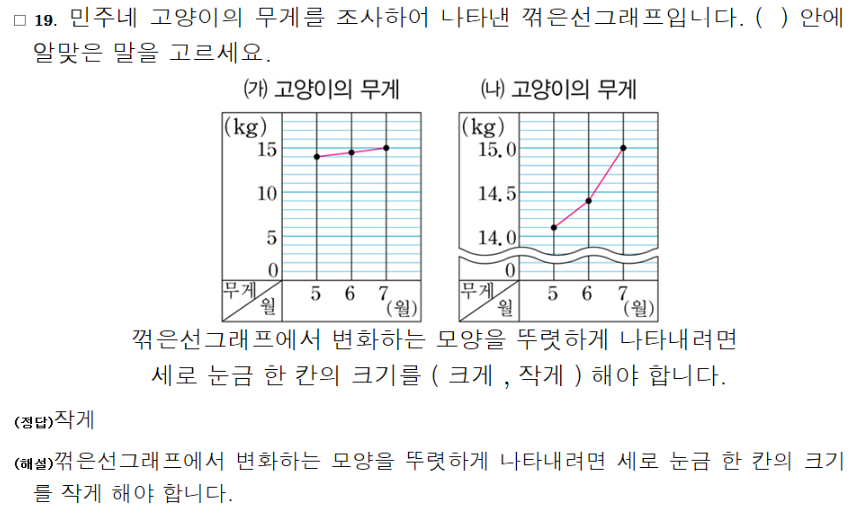 □ 19. 민주네 고양이의 무게를 조사하여 나타낸 꺾은선그래프입니다. ( ) 안에
알맞은 말을 고르세요.
㈎ 고양이의 무게
(kg)
15
10
5
0
무게
월
5 6 7
(월)
㈏ 고양이의 무게
(kg)
15.0
14.5
14.0
0
무게
월
5 6 7
(월)
꺾은선그래프에서 변화하는 모양을 뚜렷하게 나타내려면
세로 눈금 한 칸의 크기를 ( 크게 , 작게 ) 해야 합니다.
(정답)작게
(해설)꺾은선그래프에서 변화하는 모양을 뚜렷하게 나타내려면 세로 눈금 한 칸의 크기
를 작게 해야 합니다.